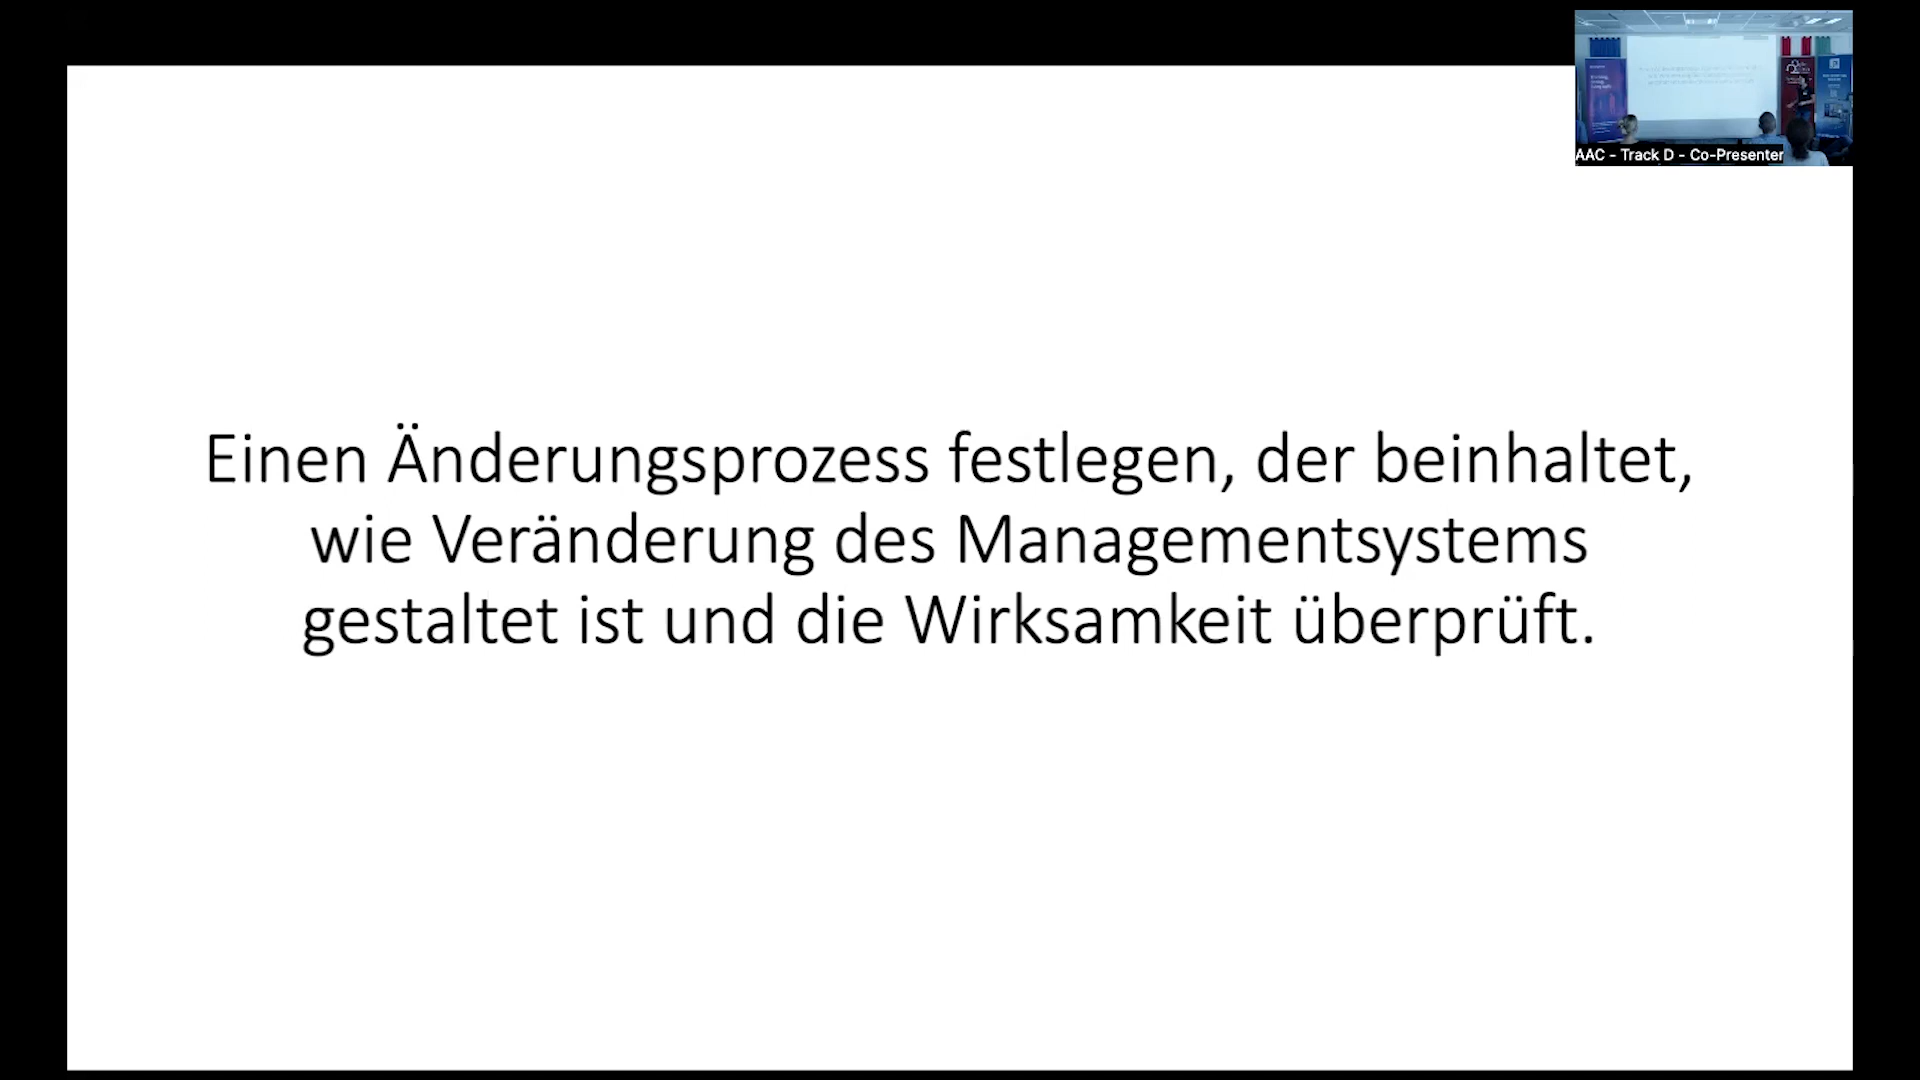 AAC - Track D - Co-Presenter
Einen Änderungsprozess festlegen, der beinhaltet,
wie Veränderung des Managementsystems
gestaltet ist und die Wirksamkeit überprüft.